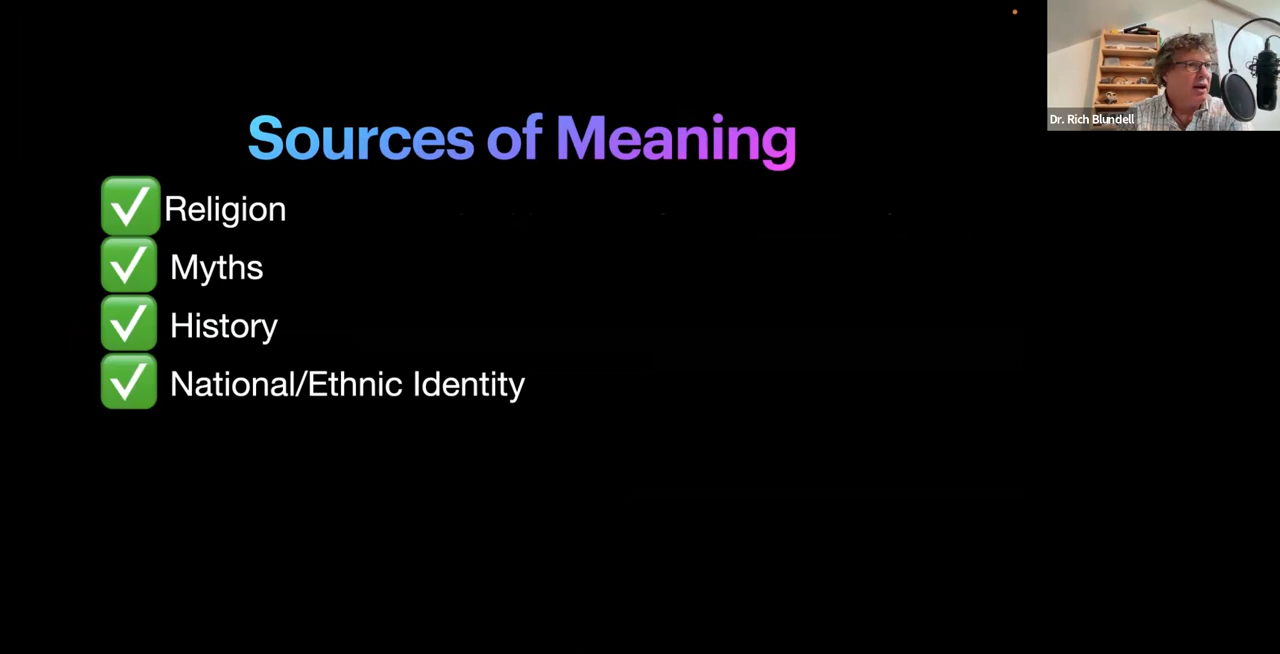 Sources of Meaning
✅ Religion
✅ Myths
✅ History
✅ National/Ethnic Identity
Dr. Rich Blundell